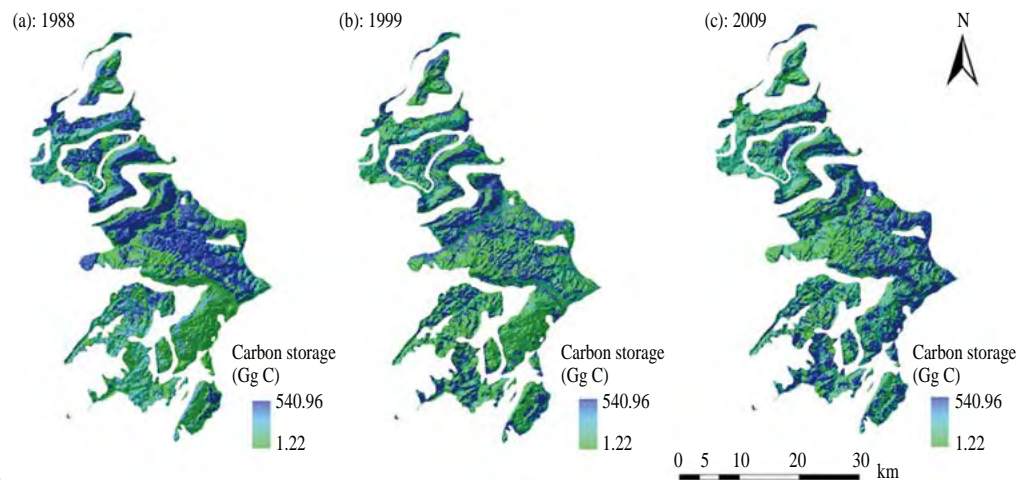 (a): 1988
(b): 1999
(c): 2009
N
Carbon storage
(Gg C)
540.96
1.22
Carbon storage
(Gg C)
540.96
1.22
Carbon storage
(Gg C)
540.96
1.22
0 5 10 20 30
km